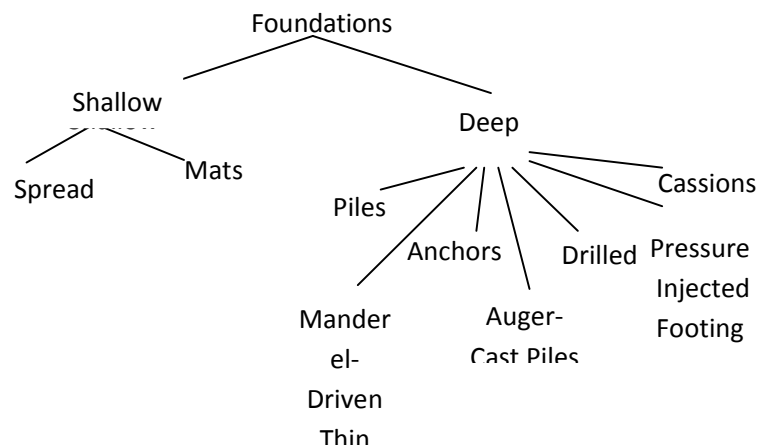 Foundations
Shallow
Deep
Spread
Mats
Piles
Anchors
Drilled
Cassions
Pressure
Injected
Footing
Mander
el-
Driven
Thin
Auger-
Cast Piles